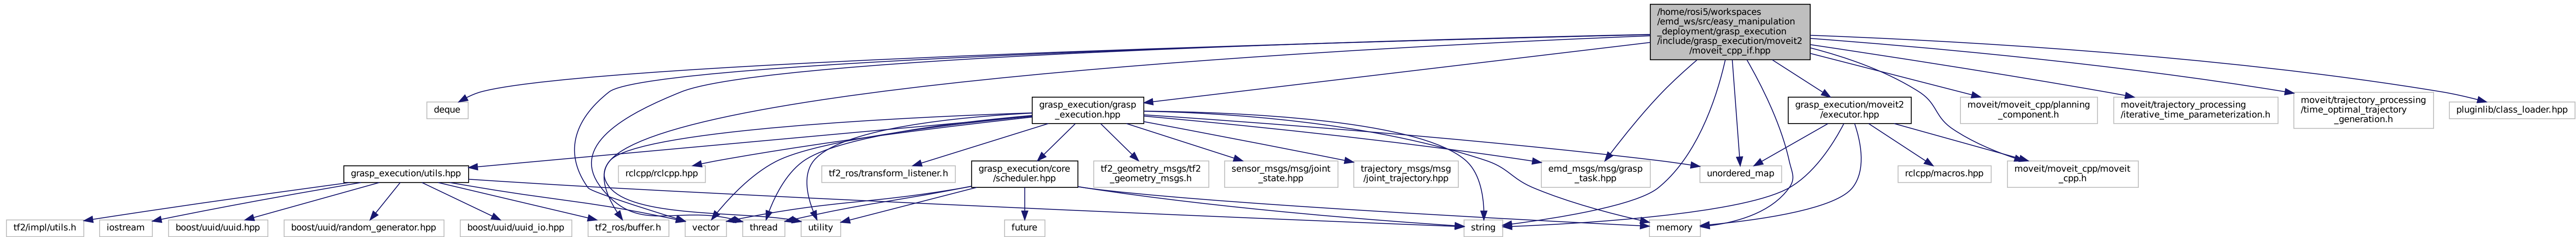 /home/rosi5/workspaces
/emd_ws/src/easy_manipulation
_deployment/grasp_execution
/include/grasp_execution/moveit2
/moveit_cpp_if.hpp
deque
grasp_execution/grasp
_execution.hpp
grasp_execution/moveit2
/executor.hpp
moveit/moveit_cpp/planning
_component.h
moveit/trajectory_processing
/iterative_time_parameterization.h
moveit/trajectory_processing
/time_optimal_trajectory
_generation.h
pluginlib/class_loader.hpp
grasp_execution/utils.hpp
rclcpp/rclcpp.hpp
tf2_ros/transform_listener.h
grasp_execution/core
/scheduler.hpp
tf2_geometry_msgs/tf2
_geometry_msgs.h
sensor_msgs/msg/joint
_state.hpp
trajectory_msgs/msg
/joint_trajectory.hpp
emd_msgs/msg/grasp
_task.hpp
unordered_map
rclcpp/macros.hpp
moveit/moveit_cpp/moveit
_cpp.h
tf2/impl/utils.h
iostream
boost/uuid/uuid.hpp
boost/uuid/random_generator.hpp
boost/uuid/uuid_io.hpp
tf2_ros/buffer.h
vector
thread
utility
future
string
memory